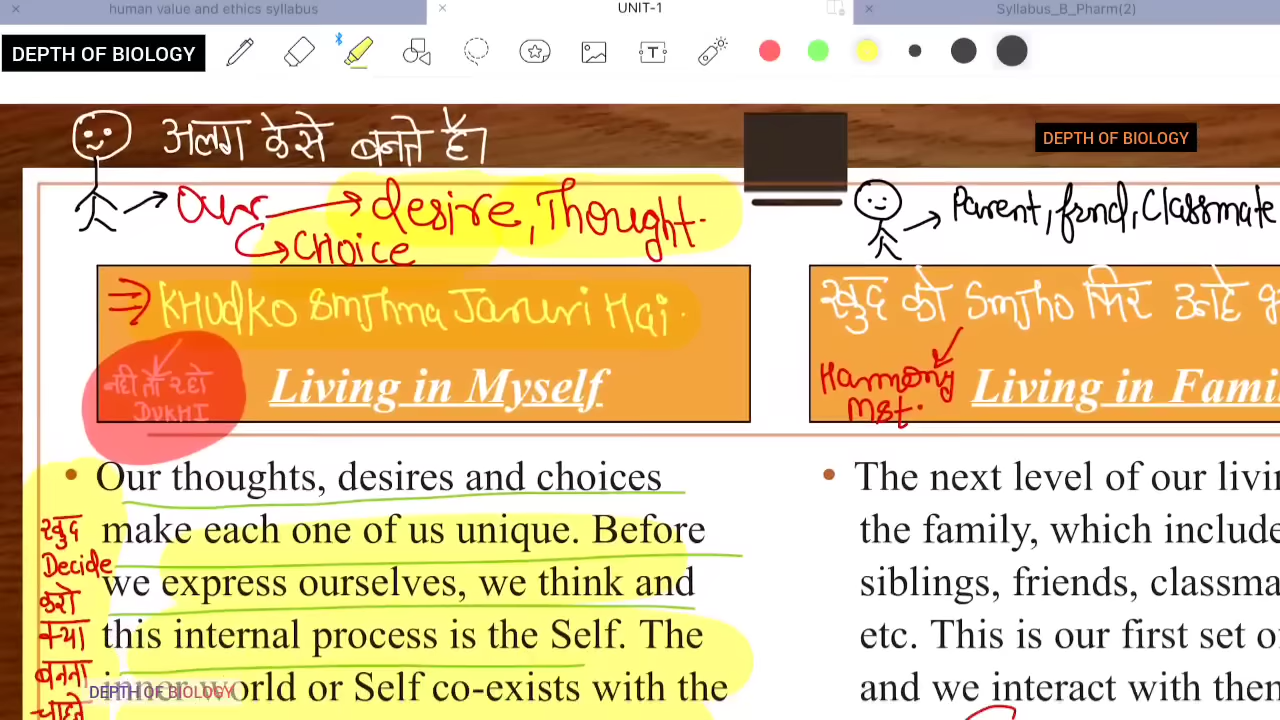 human value and ethics syllabus
UNIT-1
Syllabus_B_Pharm(2)
DEPTH OF BIOLOGY
T
अलग कैसे बनते है।
DEPTH OF BIOLOGY
Our → desire, Thought.
→ CHOICE
⇒ KHUDKO SmJhna Jaruri Hai.
नही तो रहो
DUKHI
Living in Myself
• Our thoughts, desires and choices
make each one of us unique. Before
we express ourselves, we think and
this internal process is the Self. The
inner world or Self co-exists with the
खुद
Decide
करो
क्या
बनना
चाहते
DEPTH OF BIOLOGY
→ Parent, frnd, Classmate
खुद को Smjho फिर उनहे
Harmony
Living in Fami
• The next level of our livi
the family, which include
siblings, friends, classma
etc. This is our first set o
and we interact with then